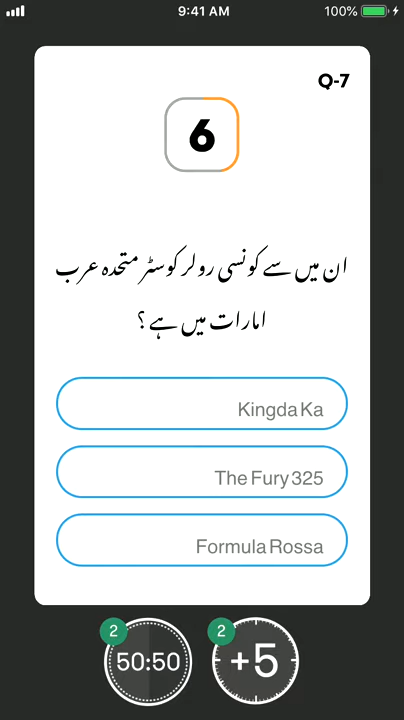 9:41 AM
100%
Q-7
6
ان میں سے کونسی رولر کوسٹر متحدہ عرب
امارات میں ہے ؟
Kingda Ka
The Fury 325
Formula Rossa
2
50:50
2
+5